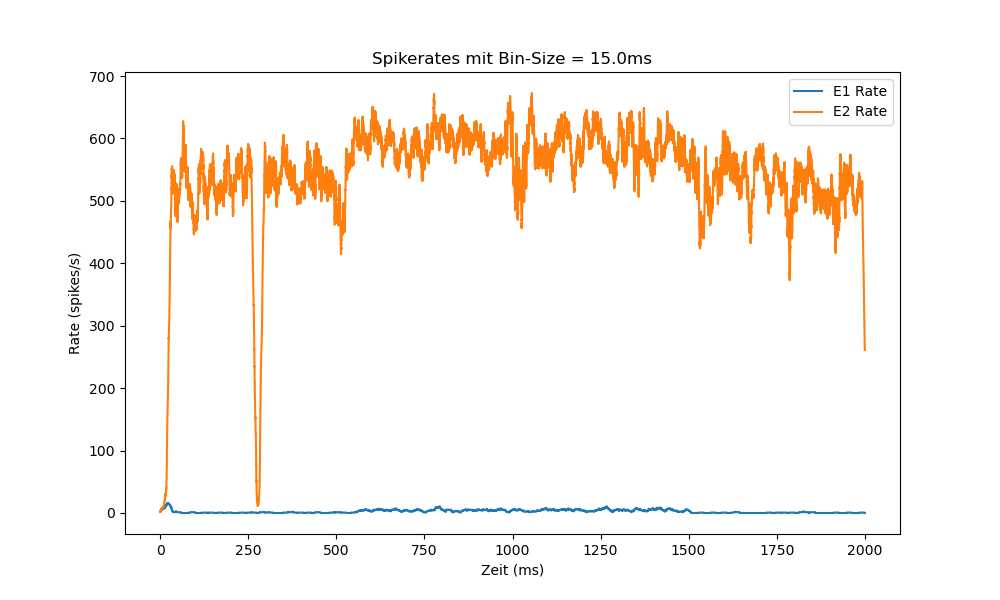 Spikerates mit Bin-Size = 15.0ms
E1 Rate
E2 Rate
Rate (spikes/s)
700
600
500
400
300
200
100
0
0 250 500 750 1000 1250 1500 1750 2000
Zeit (ms)